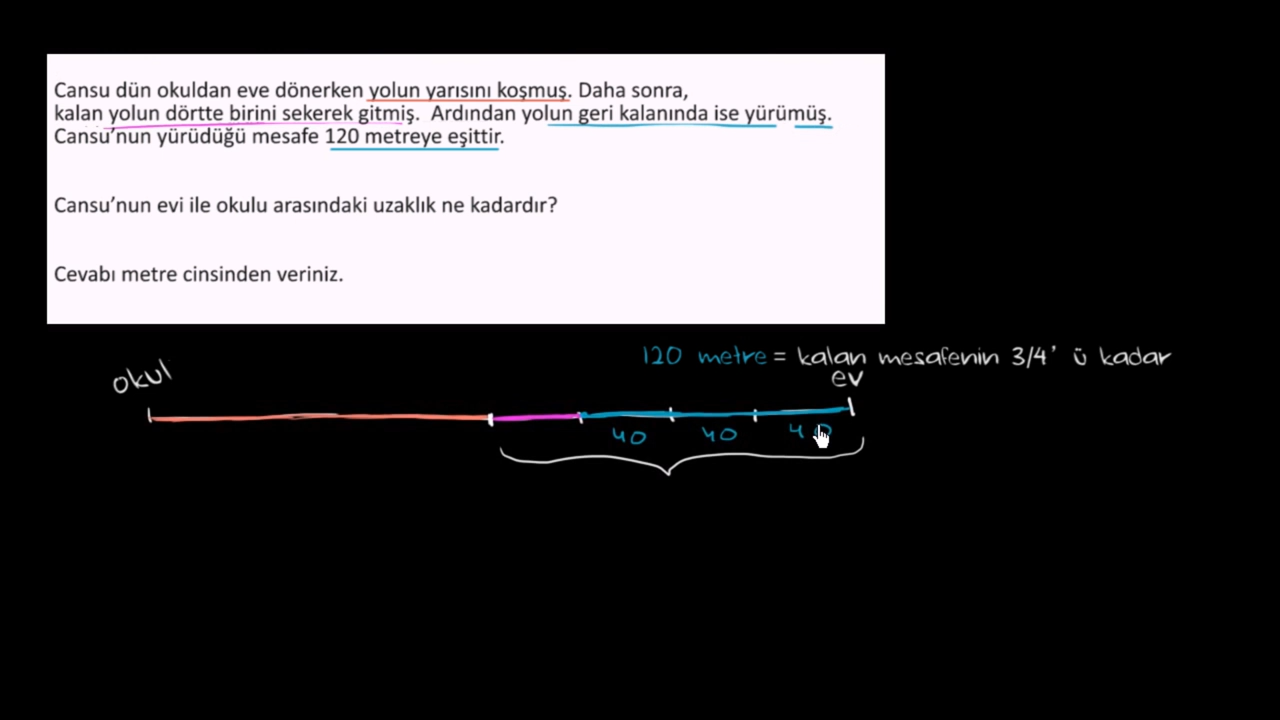 Cansu dün okuldan eve dönerken yolun yarısını koşmuş. Daha sonra,
kalan yolun dörtte birini sekerek gitmiş. Ardından yolun geri kalanında ise yürümüş.
Cansu'nun yürüdüğü mesafe 120 metreye eşittir.
Cansu'nun evi ile okulu arasındaki uzaklık ne kadardır?
Cevabı metre cinsinden veriniz.
120 metre = kalan mesafenin 3/4' ü kadar
okul
ev
40 40 40